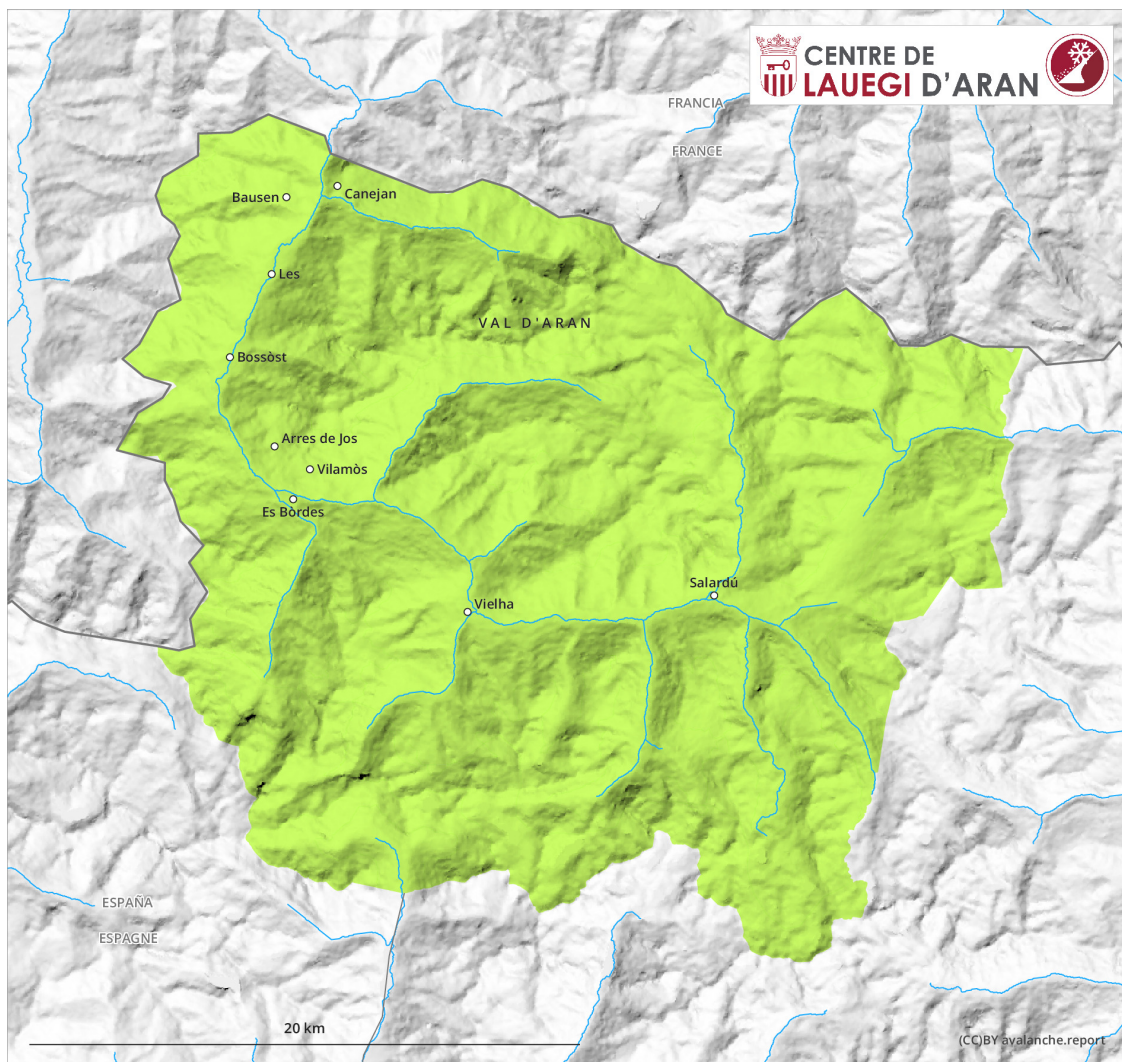 CENTRE DE
LAUEGI D'ARAN
FRANCIA
FRANCE
Canejan
Bausen
Les
VAL D'ARAN
Bossòst
Arres de Jos
Vilamòs
Es Bòrdes
Salardú
Vielha
ESPAÑA
ESPAGNE
20 km
(CC)BY avalanche.report